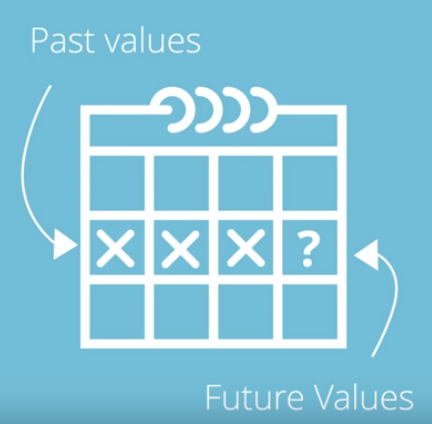 Past values
X X X ?
Future Values